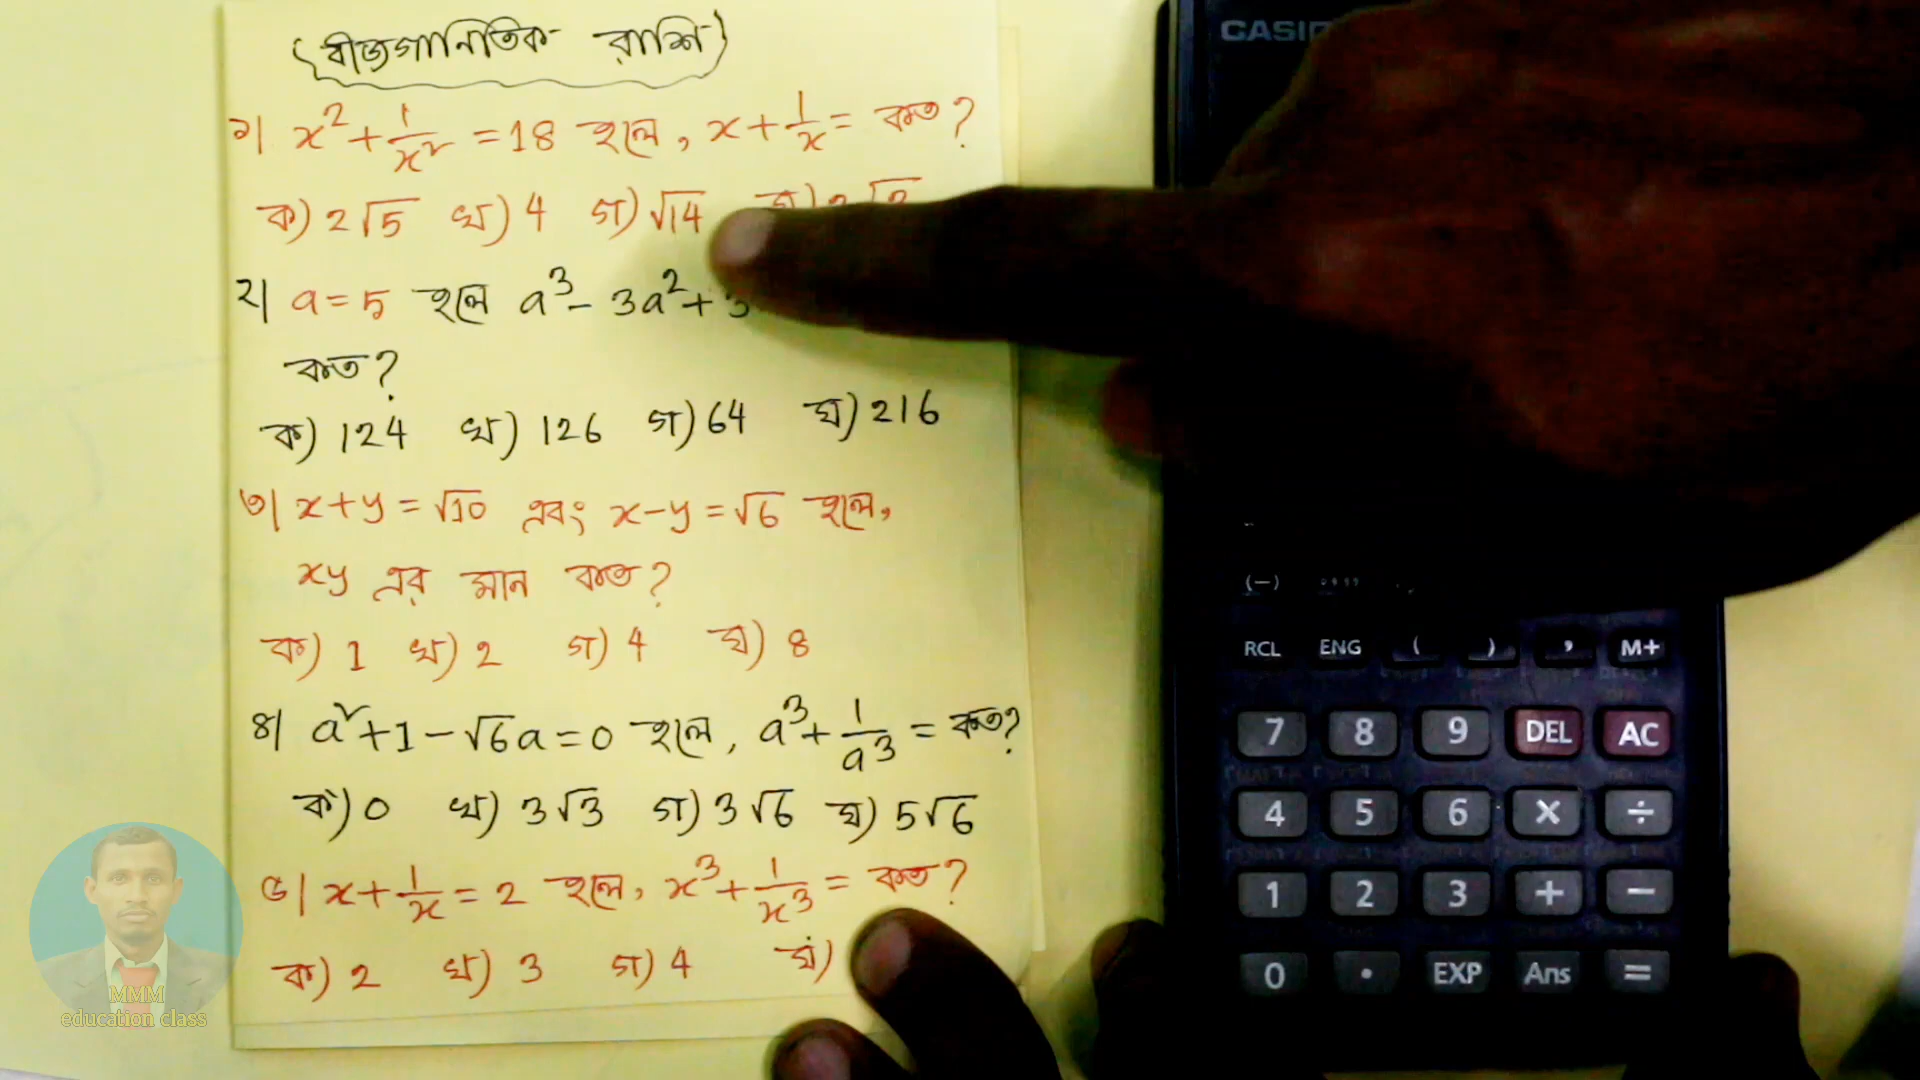 (বীজগানিতিক রাশি)
১| x² + 1/x² = 18 হলে, x + 1/x = কত?
ক) 2√5 খ) 4 গ) √14 ঘ)
২| a = 5 হলে a³ - 3a² + 3
কত?
ক) 124 খ) 126 গ) 64 ঘ) 216
৩| x + y = √10 এবং x - y = √6 হলে,
xy এর মান কত?
ক) 1 খ) 2 গ) 4 ঘ) 8
৪| a² + 1 - √6a = 0 হলে, a³ + 1/a³ = কত?
ক) 0 খ) 3√3 গ) 3√6 ঘ) 5√6
৫| x + 1/x = 2 হলে, x³ + 1/x³ = কত?
ক) 2 খ) 3 গ) 4 ঘ)
MMM
education class
(-)
RCL ENG ( ) , M+
7 8 9 DEL AC
4 5 6 × ÷
1 2 3 + -
0 . EXP Ans =